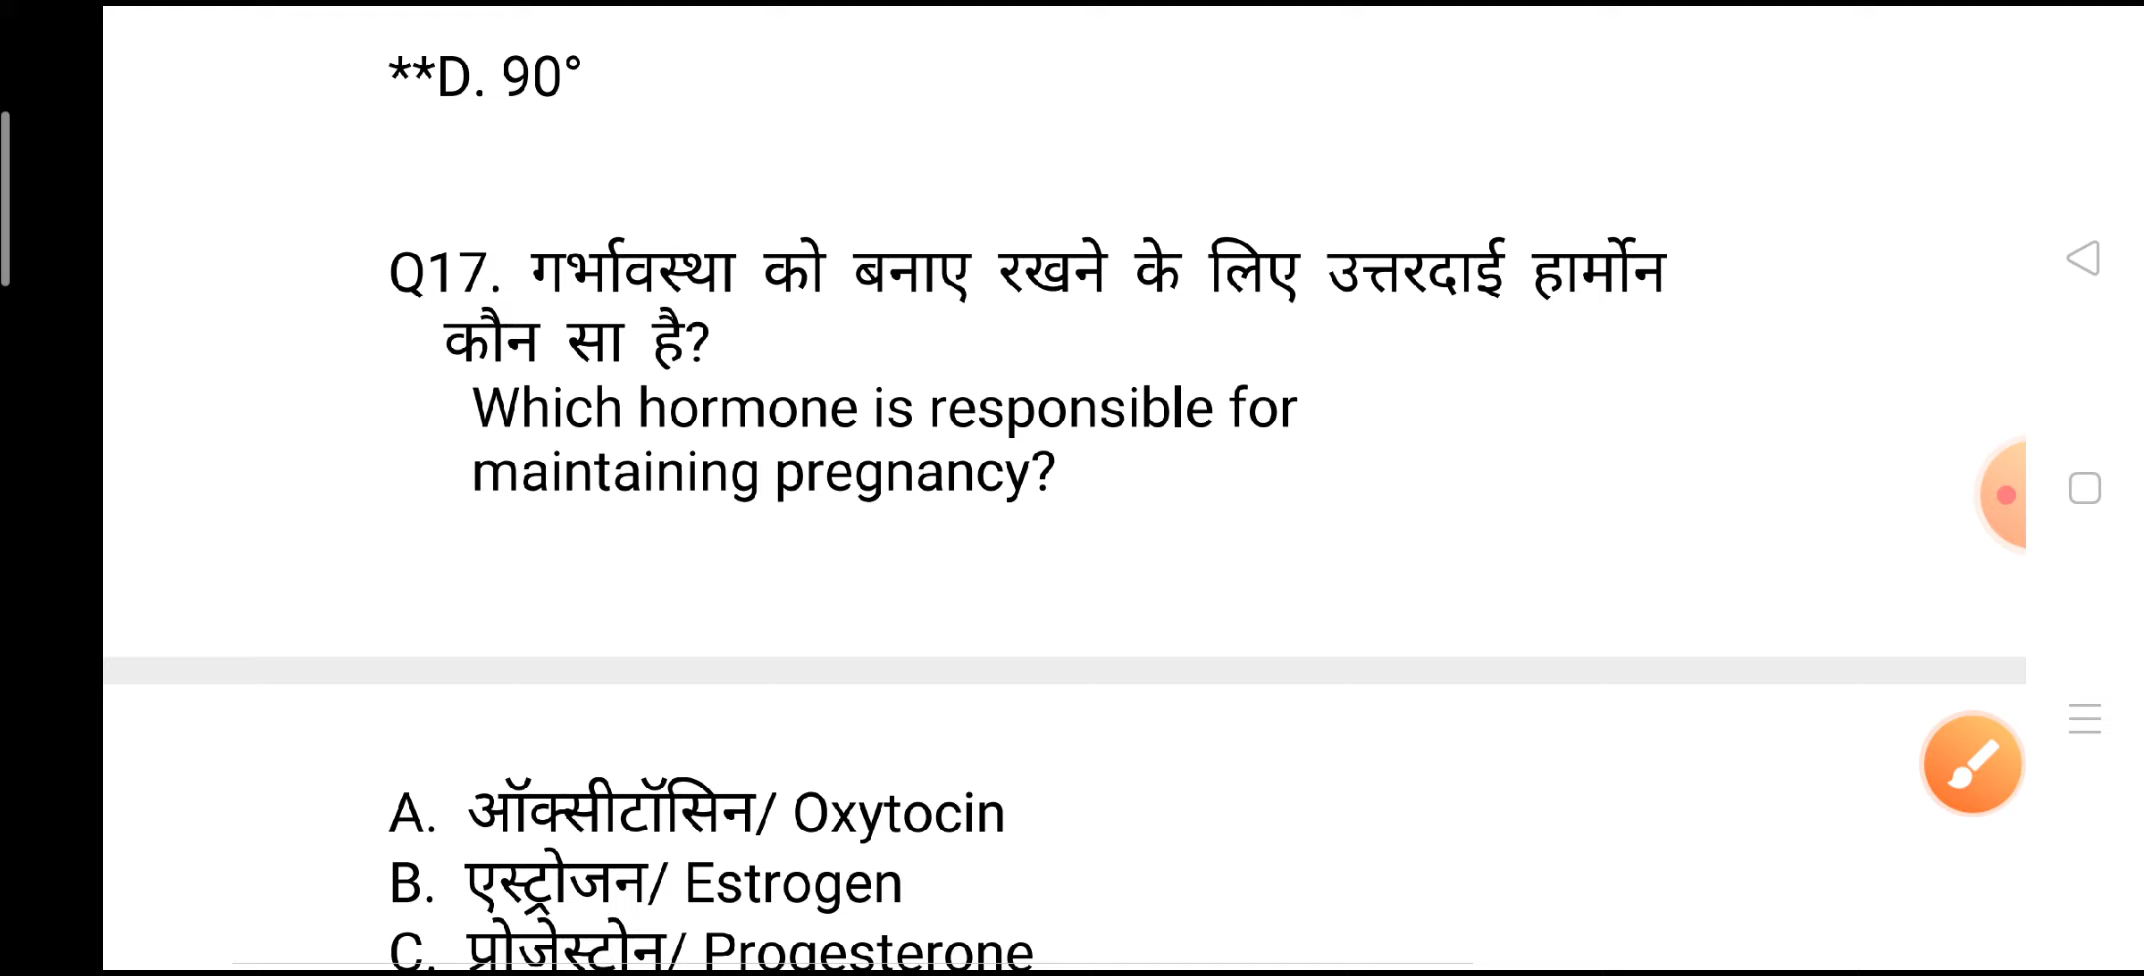 **D. 90°
Q17. गर्भावस्था को बनाए रखने के लिए उत्तरदाई हार्मोन
कौन सा है?
Which hormone is responsible for
maintaining pregnancy?
A. ऑक्सीटॉसिन/ Oxytocin
B. एस्ट्रोजन/ Estrogen
C. प्रोजेस्टोन/ Progesterone